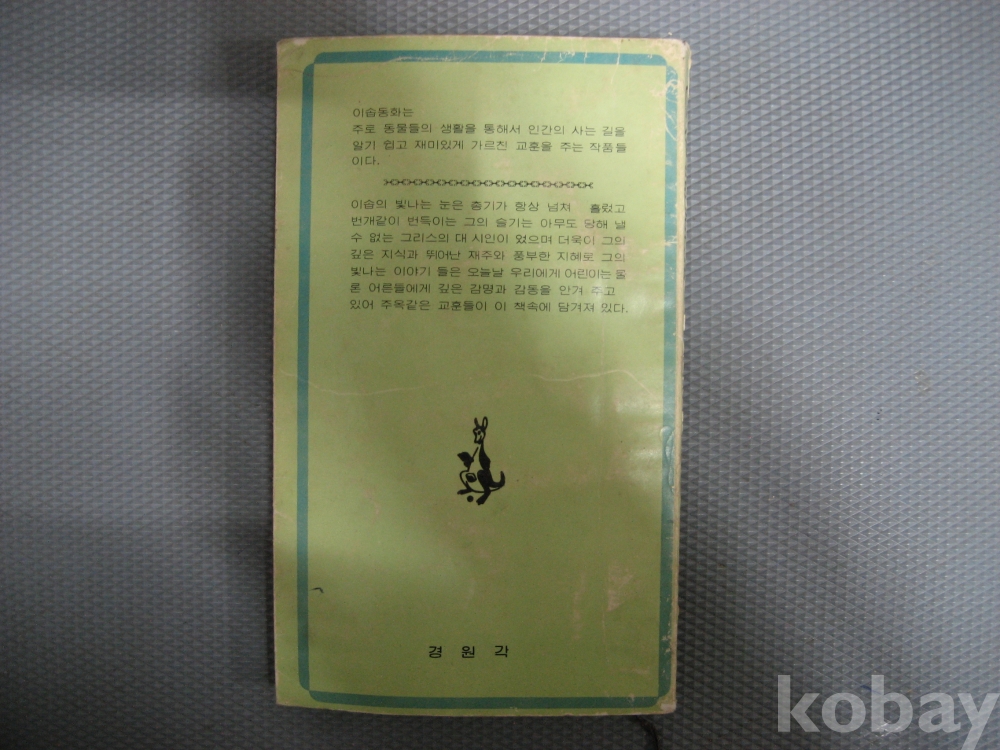 이솝동화는
주로 동물들의 생활을 통해서 인간의 사는 길을
알기 쉽고 재미있게 가르친 교훈을 주는 작품들
이다.
이솝의 빛나는 눈은 총기가 항상 넘쳐 흘렀고
번개같이 번득이는 그의 슬기는 아무도 당해 낼
수 없는 그리스의 대 시인이 였으며 더욱이 그의
깊은 지식과 뛰어난 재주와 풍부한 지혜로 그의
빛나는 이야기 들은 오늘날 우리에게 어린이는 물
론 어른들에게 깊은 감명과 감동을 안겨 주고
있어 주옥같은 교훈들이 이 책속에 담겨져 있다.
경원각
kobay